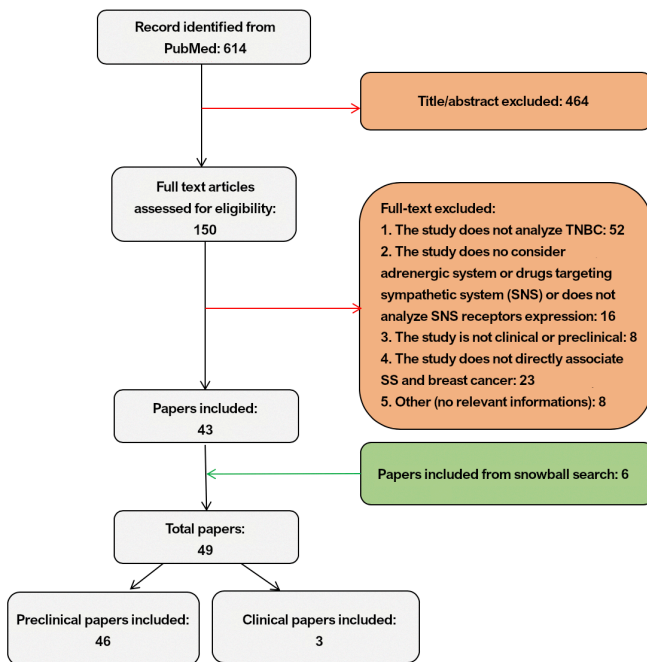 Record identified from
PubMed: 614
Title/abstract excluded: 464
Full text articles
assessed for eligibility:
150
Full-text excluded:
1. The study does not analyze TNBC: 52
2. The study does no consider
adrenergic system or drugs targeting
sympathetic system (SNS) or does not
analyze SNS receptors expression: 16
3. The study is not clinical or preclinical: 8
4. The study does not directly associate
SS and breast cancer: 23
5. Other (no relevant informations): 8
Papers included:
43
Papers included from snowball search: 6
Total papers:
49
Preclinical papers included:
46
Clinical papers included:
3